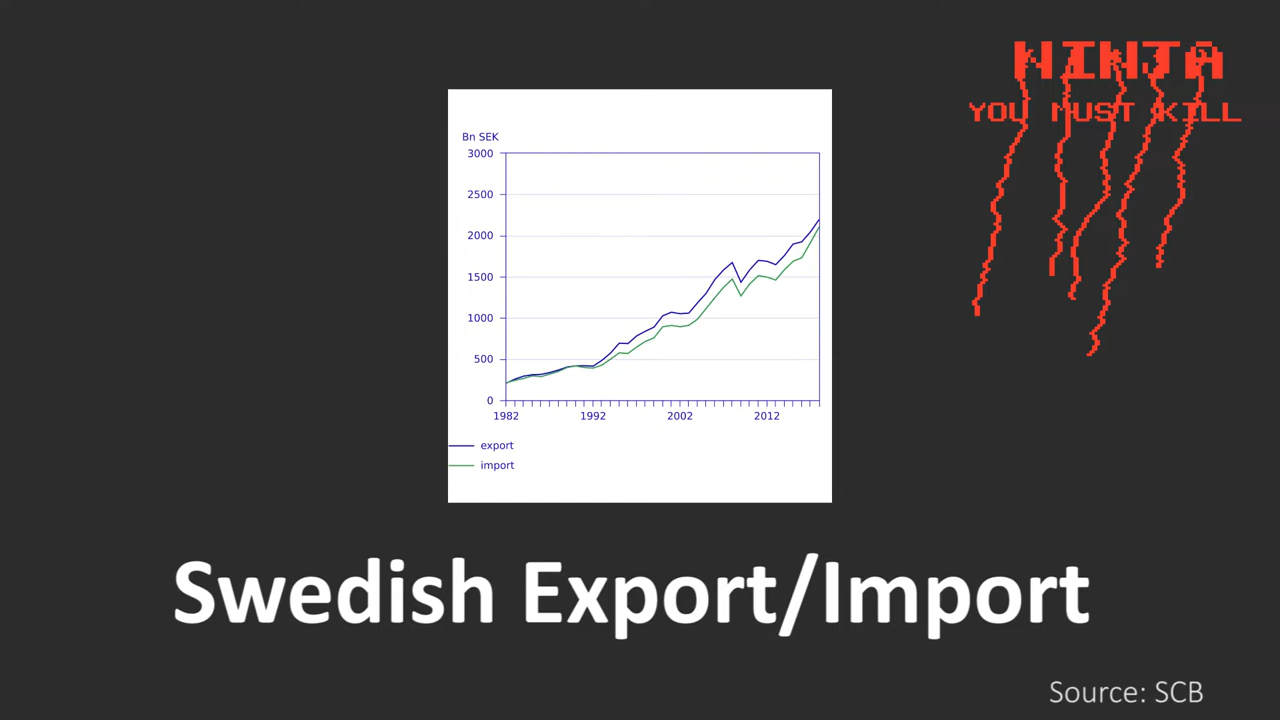 NINJA
YOU MUST KILL
Bn SEK
3000
2500
2000
1500
1000
500
0
1982 1992 2002 2012
export
import
Swedish Export/Import
Source: SCB